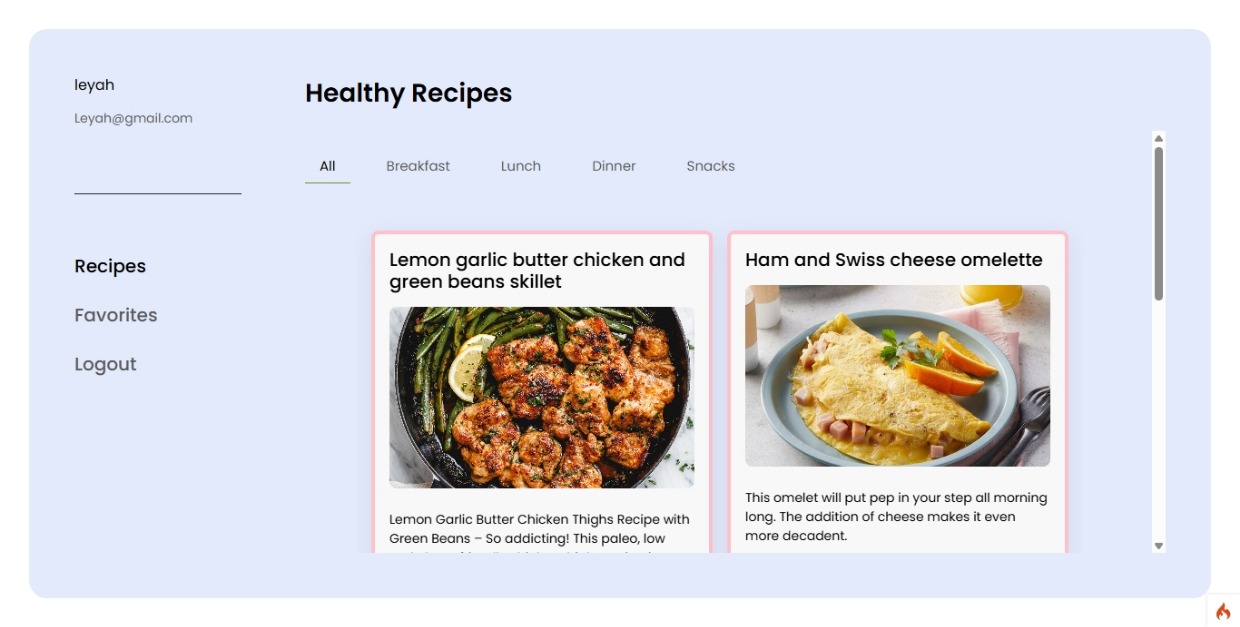 leyah
Leyah@gmail.com
Recipes
Favorites
Logout
Healthy Recipes
All
Breakfast
Lunch
Dinner
Snacks
Lemon garlic butter chicken and
green beans skillet
Lemon Garlic Butter Chicken Thighs Recipe with
Green Beans – So addicting! This paleo, low
Ham and Swiss cheese omelette
This omelet will put pep in your step all morning
long. The addition of cheese makes it even
more decadent.